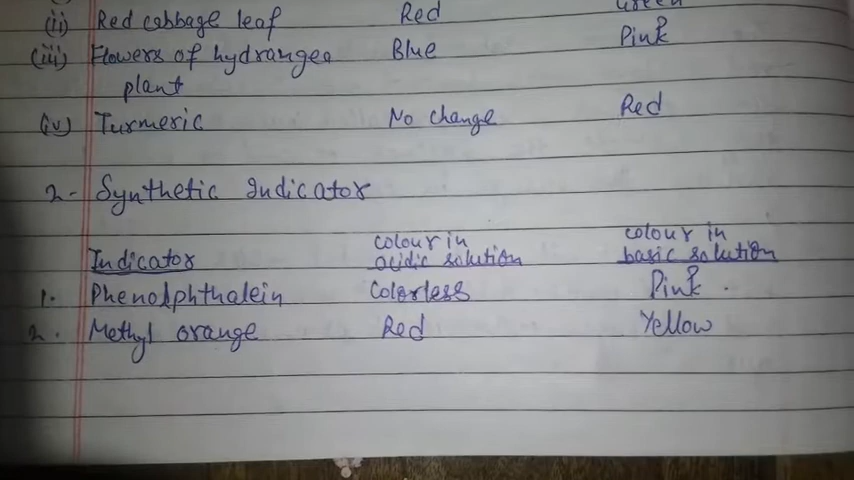 (ii) Red cabbage leaf Red Green
(iii) Flowers of hydrangea Blue Pink
plant
(iv) Turmeric No change Red
2- Synthetic Indicator
Indicator colour in acidic solution colour in basic solution
1. Phenolphthalein Colorless Pink.
2. Methyl orange Red Yellow